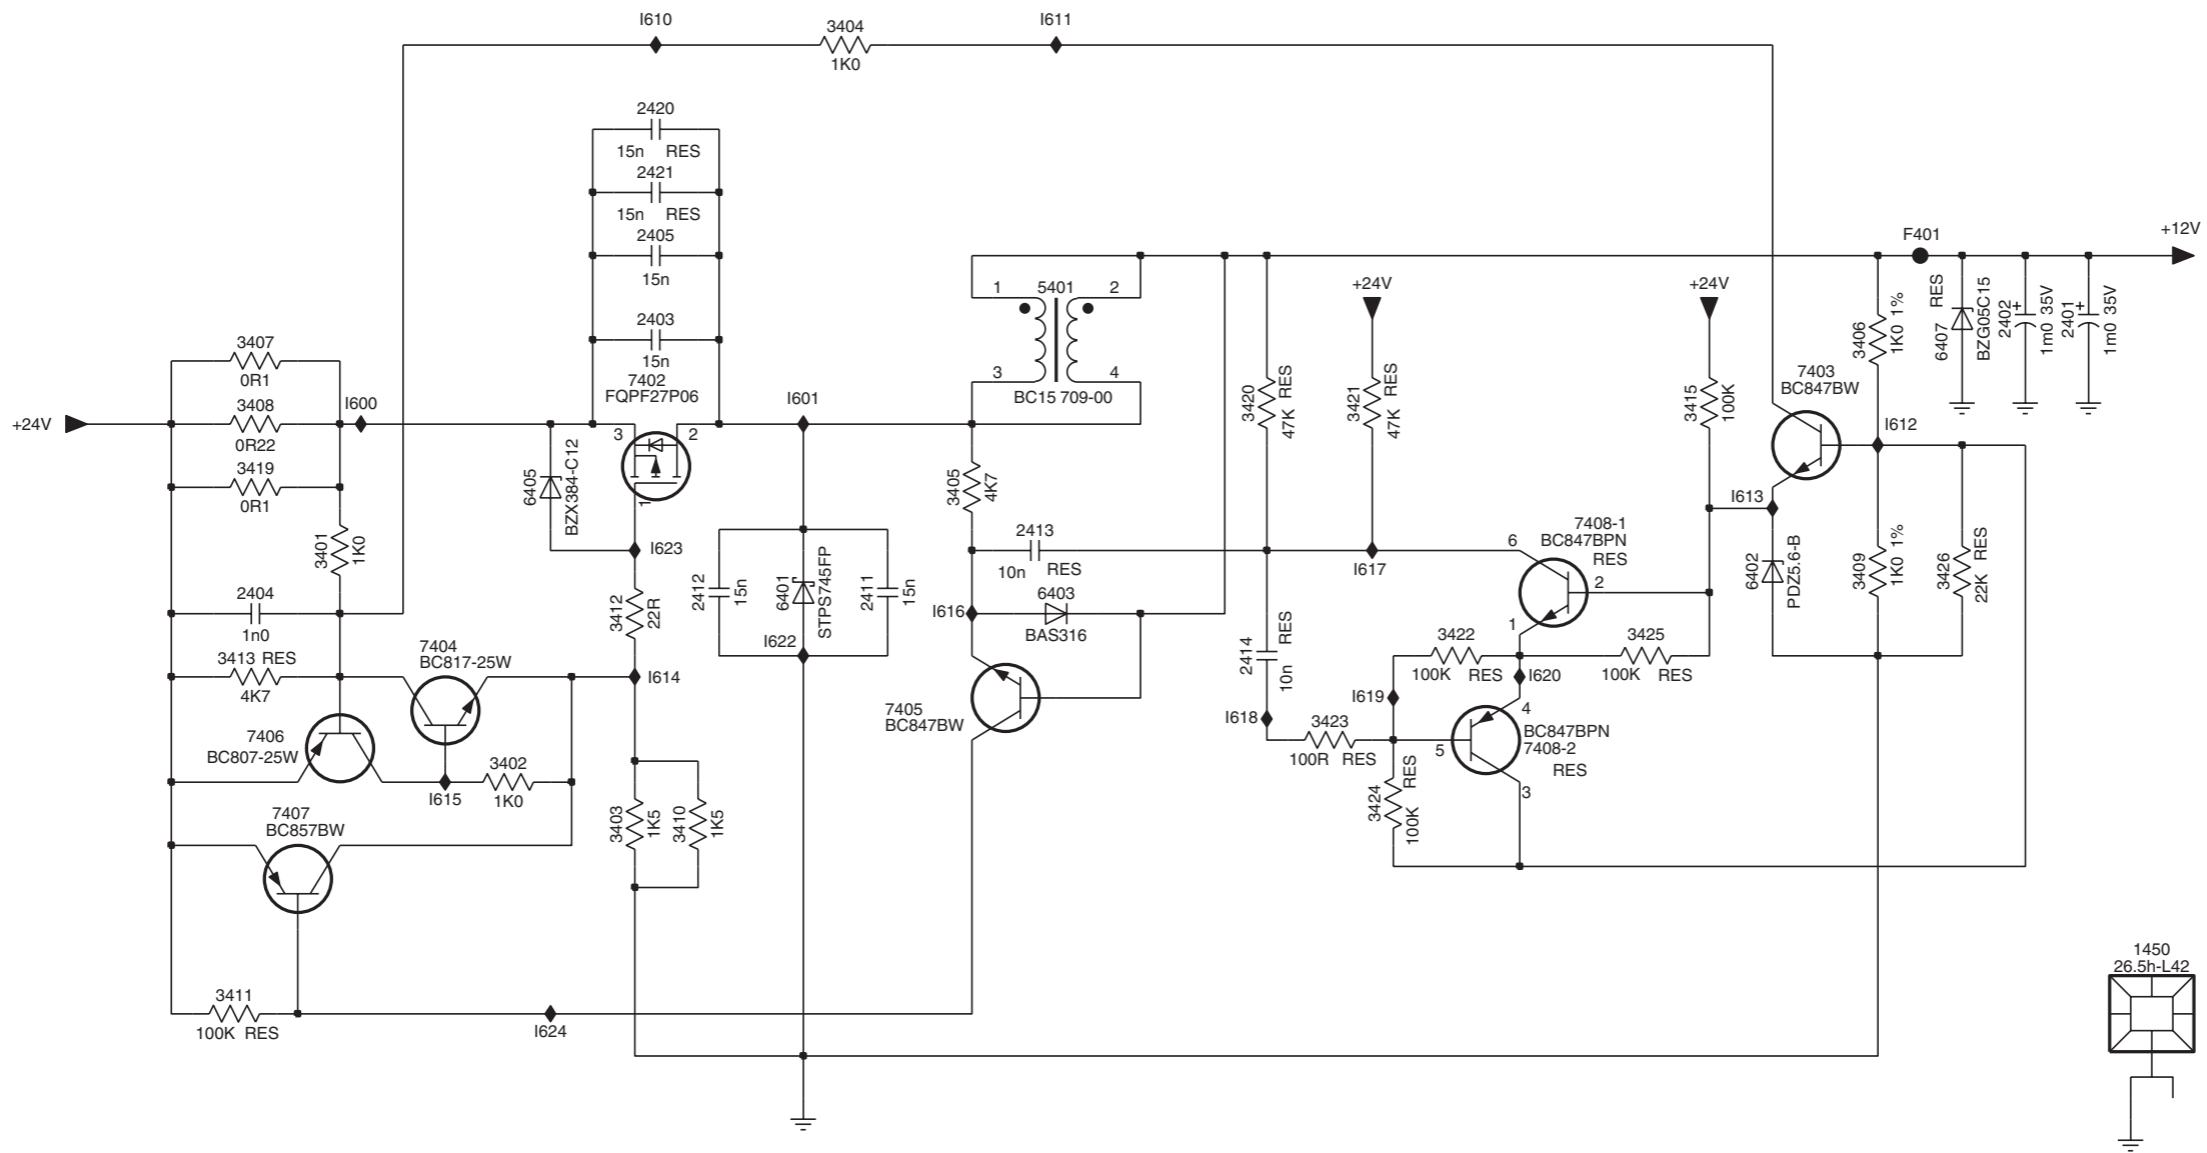 I610
3404
1K0
I611
2420
15n RES
2421
15n RES
2405
15n
2403
15n
7402
FQPF27P06
F401
+12V
1
5401
2
3
4
BC15 709-00
+24V
+24V
3406
1K0 1%
6407
BZG05C15
RES
2402
1m0 35V
2401
1m0 35V
+
+
3407
0R1
3408
0R22
3419
0R1
+24V
I600
3
2
1
I601
6405
BZX384-C12
3401
1K0
I623
3412
22R
2412
15n
6401
STPS745FP
2411
15n
I622
3405
4K7
2413
10n RES
3420
47K RES
3421
47K RES
3415
100K
7403
BC847BW
I612
I613
6402
PDZ5.6-B
3409
1K0 1%
3426
22K RES
I617
6
7408-1
BC847BPN
RES
2
1
I616
6403
BAS316
2404
1n0
3413 RES
4K7
7404
BC817-25W
I614
7405
BC847BW
2414
10n
RES
I618
3422
100K RES
3425
100K RES
I619
I620
4
3423
100R RES
5
BC847BPN
7408-2
RES
3
3424
100K
RES
7406
BC807-25W
I615
3402
1K0
7407
BC857BW
3403
1K5
3410
1K5
3411
100K RES
I624
1450
26.5h-L42